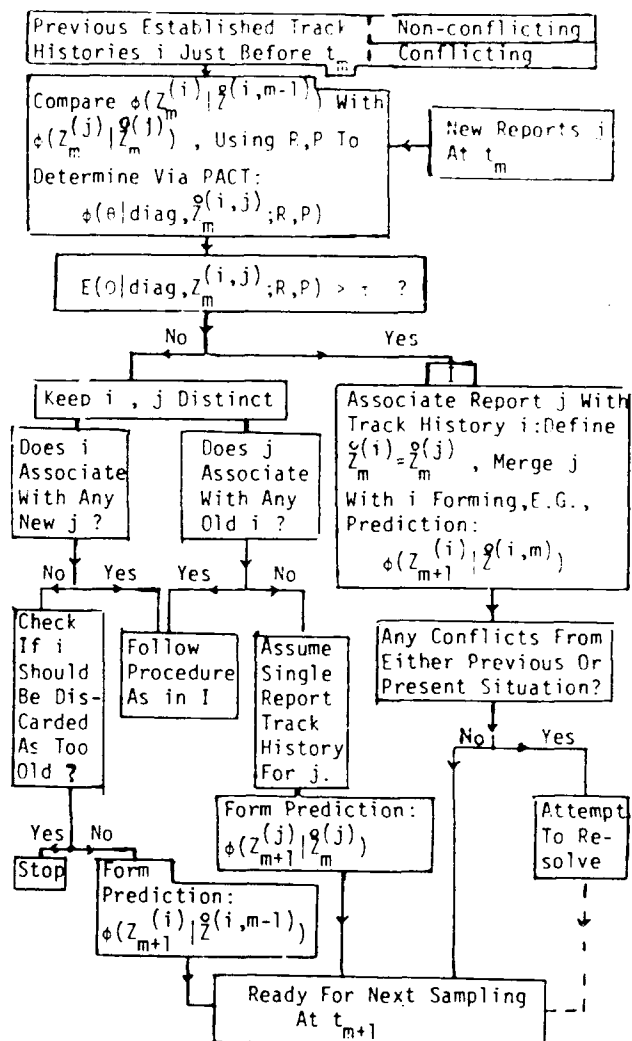 Previous Established Track
Histories i Just Before t_m
Non-conflicting
Conflicting
Compare φ(Z_m^(i)|Z̊^(i,m-1)) With
φ(Z_m^(j)|Z̊_m^(j)) , Using R,P To
Determine Via PACT:
φ(θ|diag,Z̊_m^(i,j);R,P)
New Reports j
At t_m
E(θ|diag,Z_m^(i,j);R,P) > τ ?
No
Yes
Keep i , j Distinct
I
Associate Report j With
Track History i:Define
Z̊_m^(i)=Z̊_m^(j) , Merge j
With i Forming,E.G.,
Prediction:
φ(Z_m+1^(i)|Z̊^(i,m))
Does i
Associate
With Any
New j ?
Does j
Associate
With Any
Old i ?
No
Yes
Yes
No
Check
If i
Should
Be Dis-
Carded
As Too
Old ?
Follow
Procedure
As in I
Assume
Single
Report
Track
History
For j.
Any Conflicts From
Either Previous Or
Present Situation?
No
Yes
Form Prediction:
φ(Z_m+1^(j)|Z̊_m^(j))
Attempt
To Re-
solve
Yes
No
Stop
Form
Prediction:
φ(Z_m+1^(i)|Z̊^(i,m-1))
Ready For Next Sampling
At t_m+1